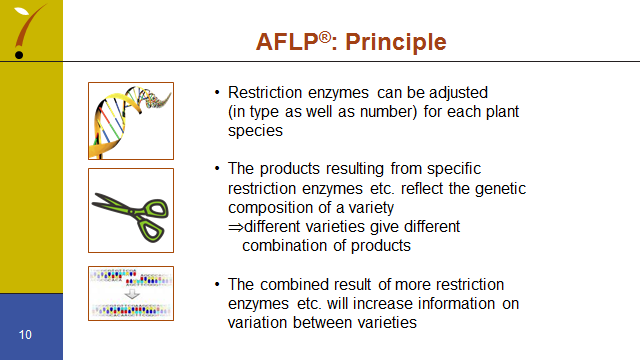 AFLP®: Principle
• Restriction enzymes can be adjusted
(in type as well as number) for each plant
species
• The products resulting from specific
restriction enzymes etc. reflect the genetic
composition of a variety
⇒different varieties give different
combination of products
• The combined result of more restriction
enzymes etc. will increase information on
variation between varieties
10